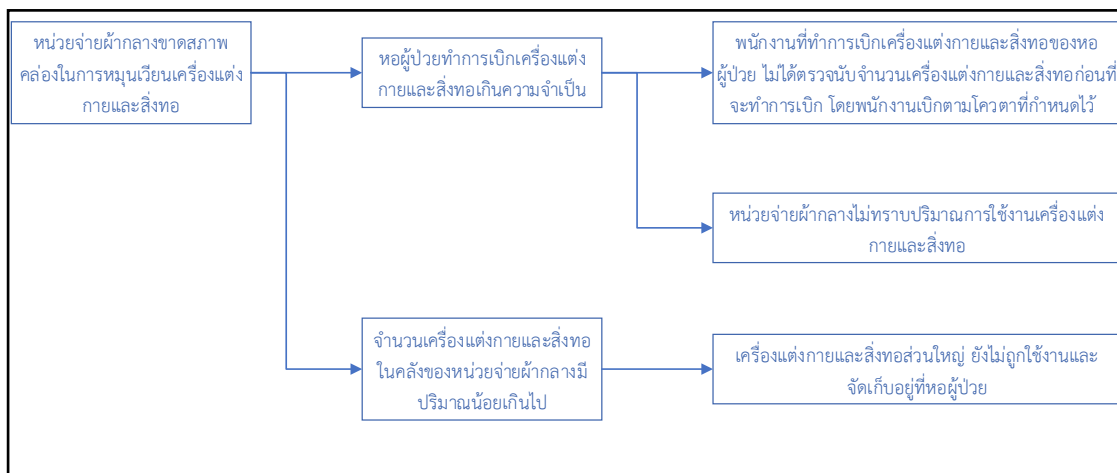 หน่วยจ่ายผ้ากลางขาดสภาพ
คล่องในการหมุนเวียนเครื่องแต่ง
กายและสิ่งทอ
หอผู้ป่วยทำการเบิกเครื่องแต่ง
กายและสิ่งทอเกินความจำเป็น
พนักงานที่ทำการเบิกเครื่องแต่งกายและสิ่งทอของหอ
ผู้ป่วย ไม่ได้ตรวจนับจำนวนเครื่องแต่งกายและสิ่งทอก่อนที่
จะทำการเบิก โดยพนักงานเบิกตามโควตาที่กำหนดไว้
หน่วยจ่ายผ้ากลางไม่ทราบปริมาณการใช้งานเครื่องแต่ง
กายและสิ่งทอ
จำนวนเครื่องแต่งกายและสิ่งทอ
ในคลังของหน่วยจ่ายผ้ากลางมี
ปริมาณน้อยเกินไป
เครื่องแต่งกายและสิ่งทอส่วนใหญ่ ยังไม่ถูกใช้งานและ
จัดเก็บอยู่ที่หอผู้ป่วย